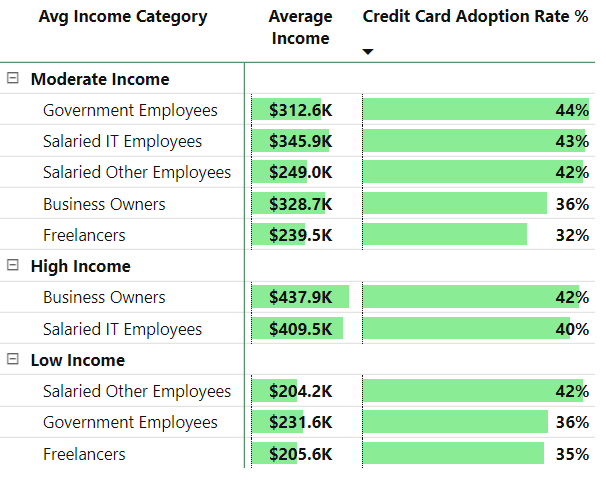 Avg Income Category Average Income Credit Card Adoption Rate %
Moderate Income
Government Employees $312.6K 44%
Salaried IT Employees $345.9K 43%
Salaried Other Employees $249.0K 42%
Business Owners $328.7K 36%
Freelancers $239.5K 32%
High Income
Business Owners $437.9K 42%
Salaried IT Employees $409.5K 40%
Low Income
Salaried Other Employees $204.2K 42%
Government Employees $231.6K 36%
Freelancers $205.6K 35%